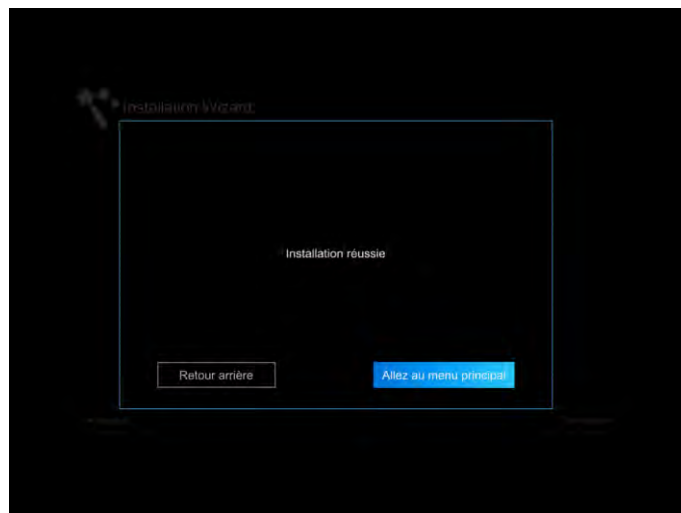 Installation Wizard:
Installation réussie
Retour arrière
Allez au menu principal